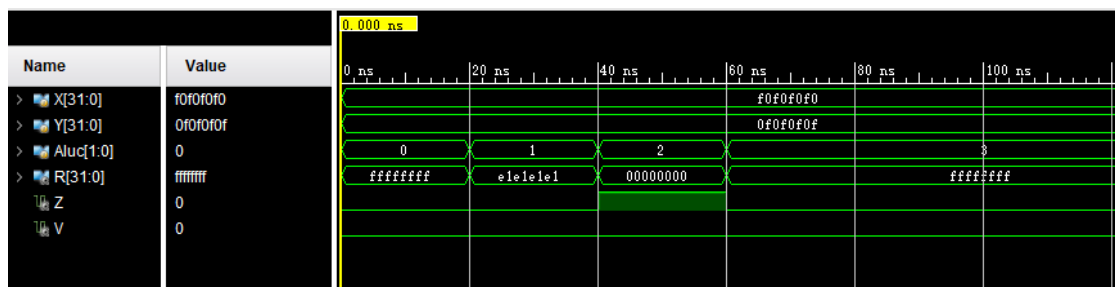 0.000 ns
Name Value
0 ns 20 ns 40 ns 60 ns 80 ns 100 ns
X[31:0] f0f0f0f0 f0f0f0f0
Y[31:0] 0f0f0f0f 0f0f0f0f
Aluc[1:0] 0 0 1 2 3
R[31:0] ffffffff ffffffff e1e1e1e1 00000000 ffffffff
Z 0
V 0